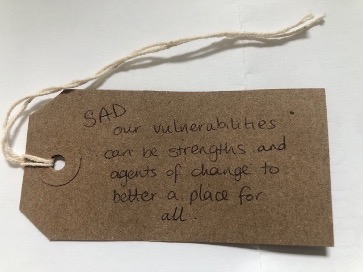 SAD
our vulnerabilities
can be strengths and
agents of change to
better a place for
all.